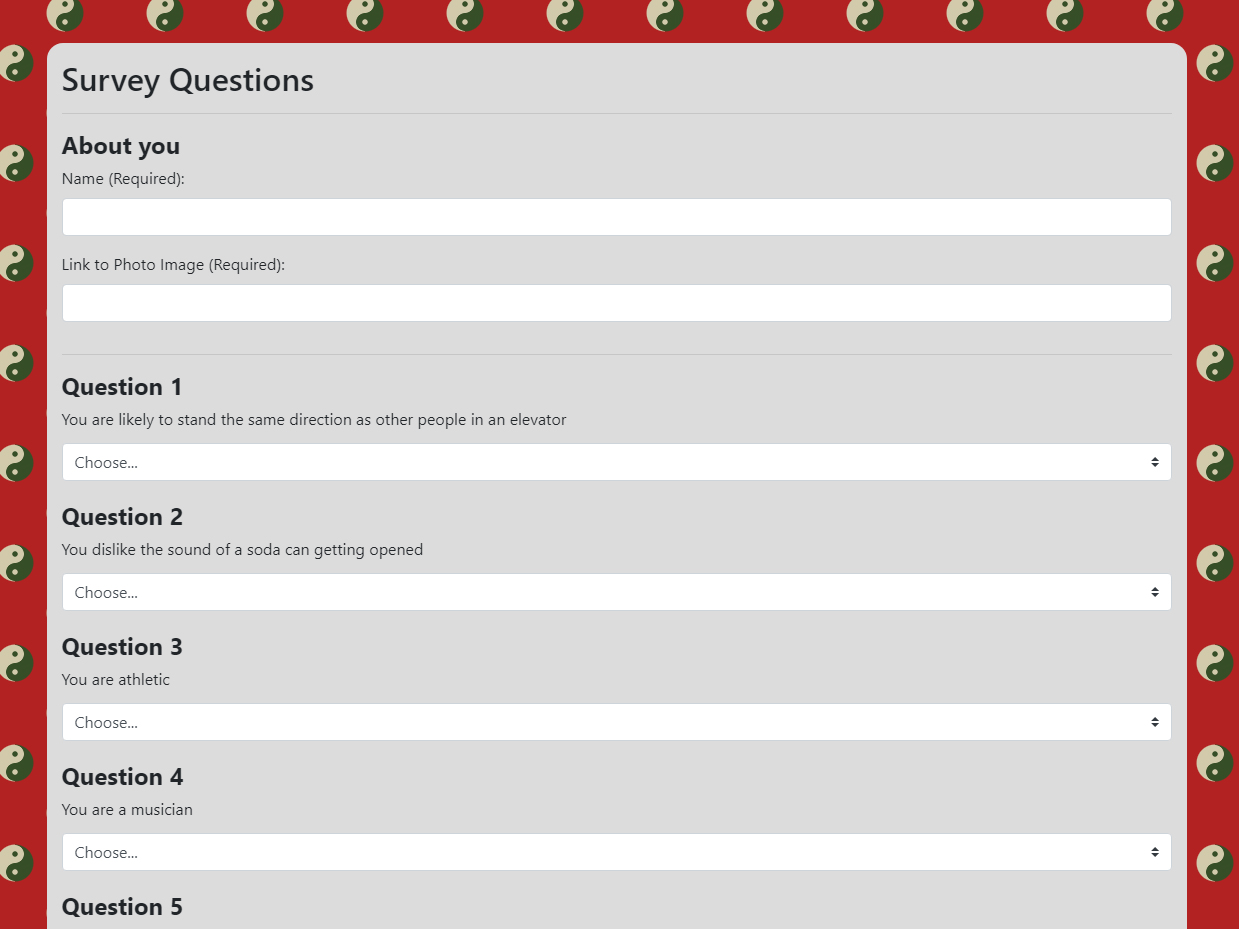 Survey Questions
About you
Name (Required):
Link to Photo Image (Required):
Question 1
You are likely to stand the same direction as other people in an elevator
Choose...
Question 2
You dislike the sound of a soda can getting opened
Choose...
Question 3
You are athletic
Choose...
Question 4
You are a musician
Choose...
Question 5